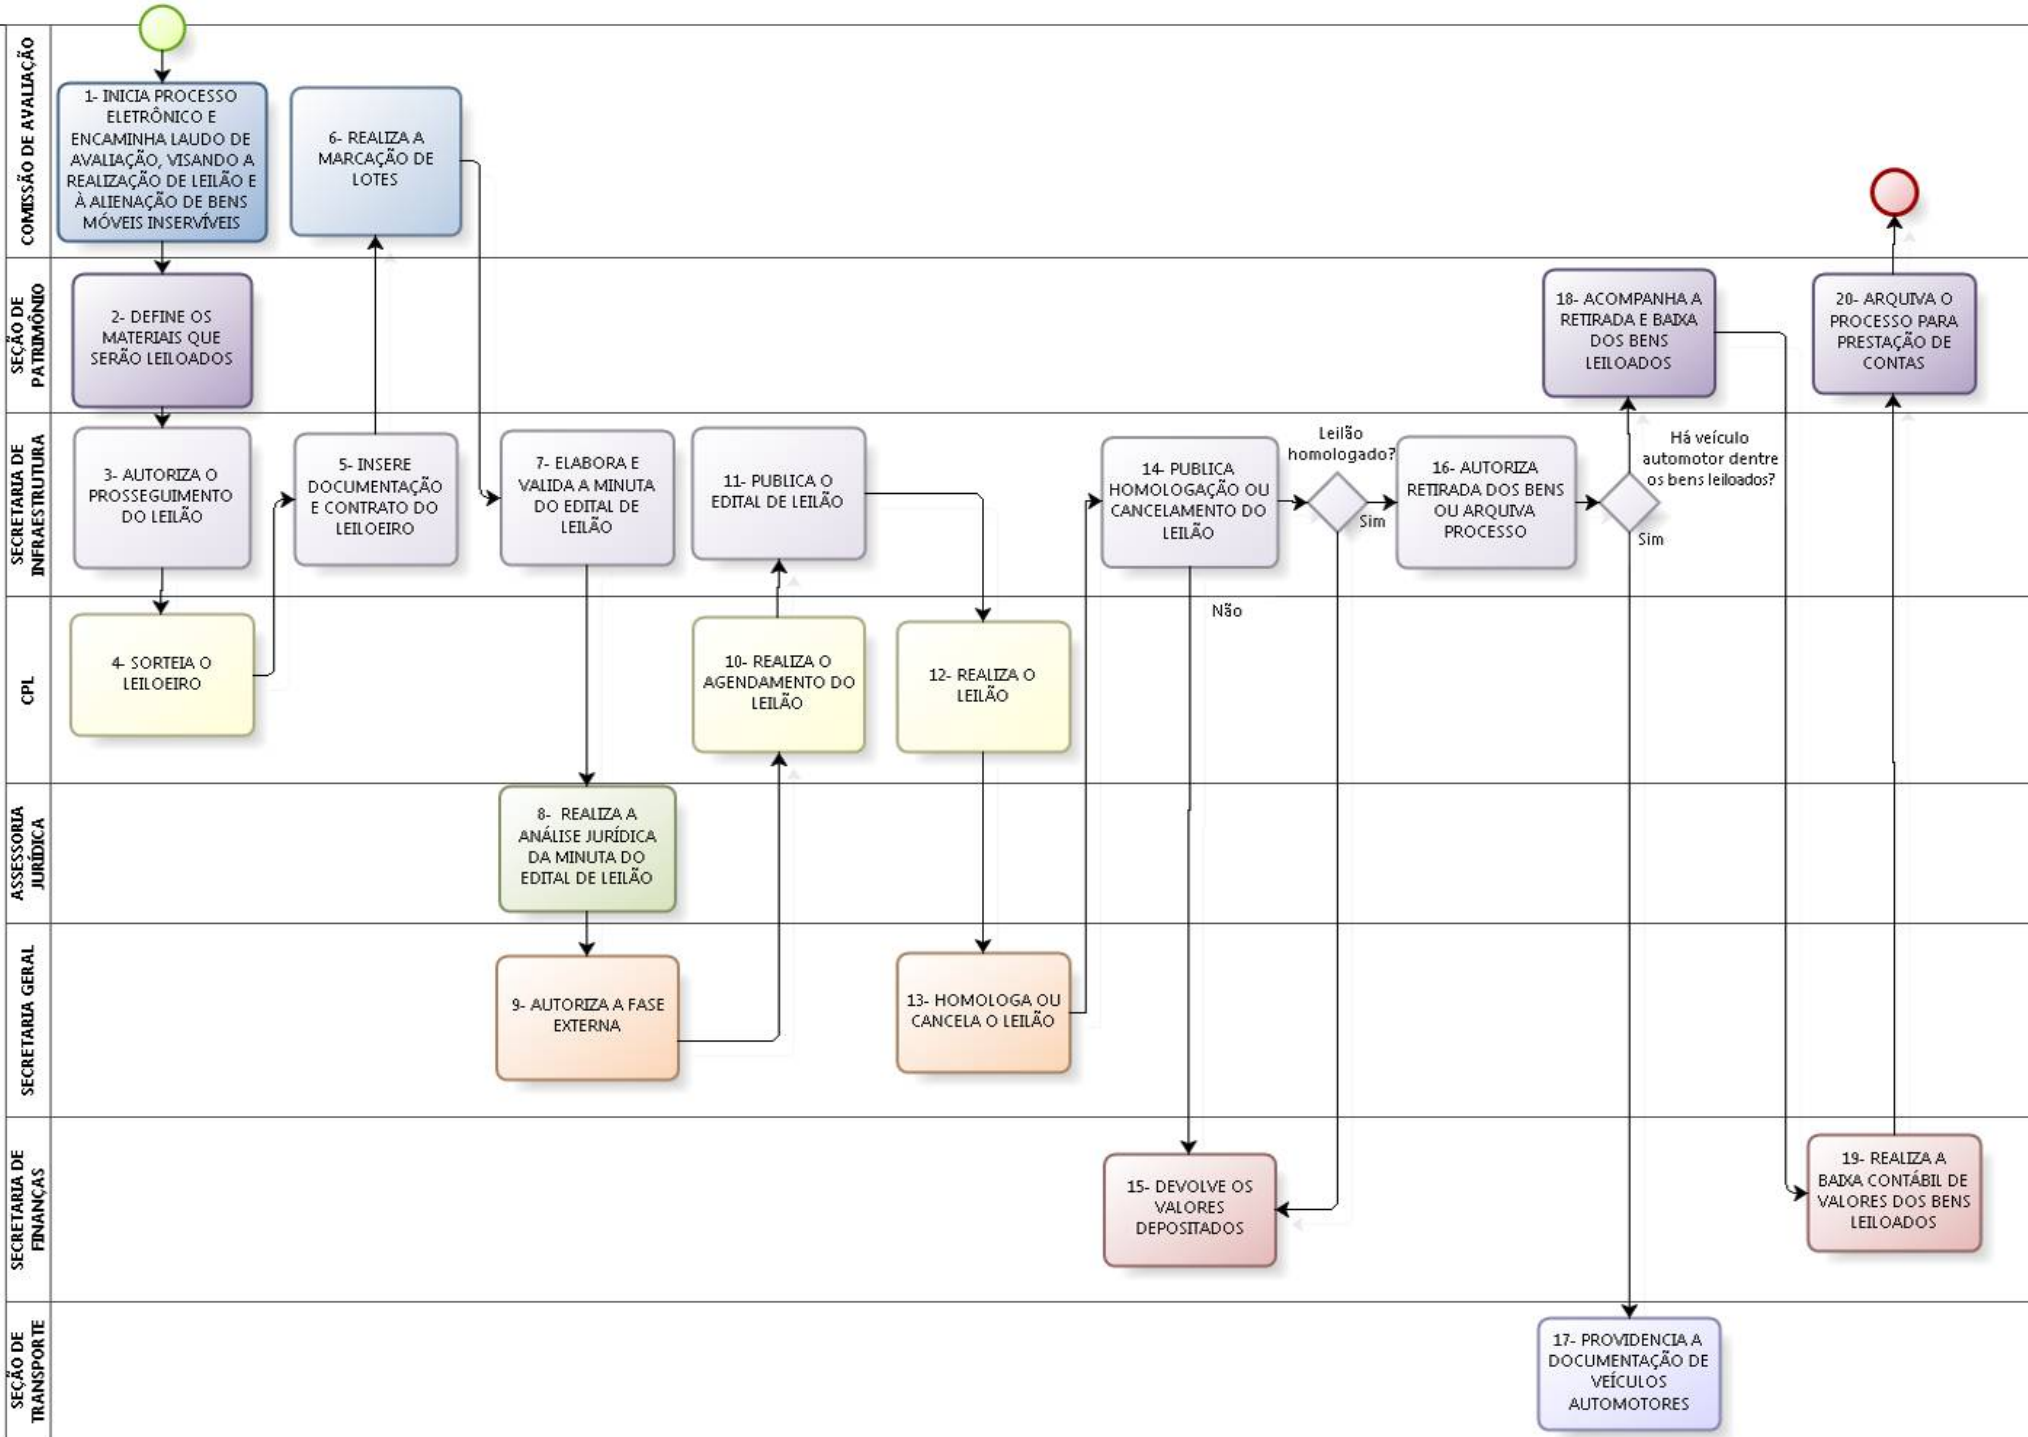 COMISSÃO DE AVALIAÇÃO
1- INICIA PROCESSO
ELETRÔNICO E
ENCAMINHA LAUDO DE
AVALIAÇÃO, VISANDO A
REALIZAÇÃO DE LEILÃO E
À ALIENAÇÃO DE BENS
MÓVEIS INSERVÍVEIS
6- REALIZA A
MARCAÇÃO DE
LOTES
SEÇÃO DE
PATRIMÔNIO
2- DEFINE OS
MATERIAIS QUE
SERÃO LEILOADOS
18- ACOMPANHA A
RETIRADA E BAIXA
DOS BENS
LEILOADOS
20- ARQUIVA O
PROCESSO PARA
PRESTAÇÃO DE
CONTAS
SECRETARIA DE
INFRAESTRUTURA
3- AUTORIZA O
PROSSEGUIMENTO
DO LEILÃO
5- INSERE
DOCUMENTAÇÃO
E CONTRATO DO
LEILOEIRO
7- ELABORA E
VALIDA A MINUTA
DO EDITAL DE
LEILÃO
11- PUBLICA O
EDITAL DE LEILÃO
14- PUBLICA
HOMOLOGAÇÃO OU
CANCELAMENTO DO
LEILÃO
Leilão
homologado?
Sim
16- AUTORIZA
RETIRADA DOS BENS
OU ARQUIVA
PROCESSO
Há veículo
automotor dentre
os bens leiloados?
Sim
CPL
4- SORTEIA O
LEILOEIRO
10- REALIZA O
AGENDAMENTO DO
LEILÃO
12- REALIZA O
LEILÃO
Não
ASSESSORIA
JURÍDICA
8- REALIZA A
ANÁLISE JURÍDICA
DA MINUTA DO
EDITAL DE LEILÃO
SECRETARIA GERAL
9- AUTORIZA A FASE
EXTERNA
13- HOMOLOGA OU
CANCELA O LEILÃO
SECRETARIA DE
FINANÇAS
15- DEVOLVE OS
VALORES
DEPOSITADOS
19- REALIZA A
BAIXA CONTÁBIL DE
VALORES DOS BENS
LEILOADOS
SEÇÃO DE
TRANSPORTE
17- PROVIDENCIA A
DOCUMENTAÇÃO DE
VEÍCULOS
AUTOMOTORES